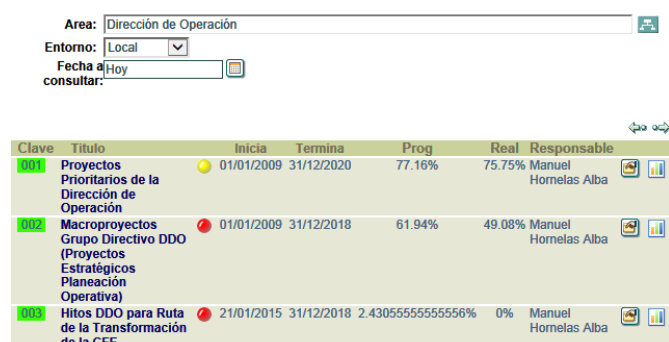 Area: Dirección de Operación
Entorno: Local
Fecha a consultar: Hoy
Clave Titulo Inicia Termina Prog Real Responsable
001 Proyectos 01/01/2009 31/12/2020 77.16% 75.75% Manuel
Prioritarios de la Hornelas Alba
Dirección de
Operación
002 Macroproyectos 01/01/2009 31/12/2018 61.94% 49.08% Manuel
Grupo Directivo DDO Hornelas Alba
(Proyectos
Estratégicos
Planeación
Operativa)
003 Hitos DDO para Ruta 21/01/2015 31/12/2018 2.43055555555556% 0% Manuel
de la Transformación Hornelas Alba
de la CFE